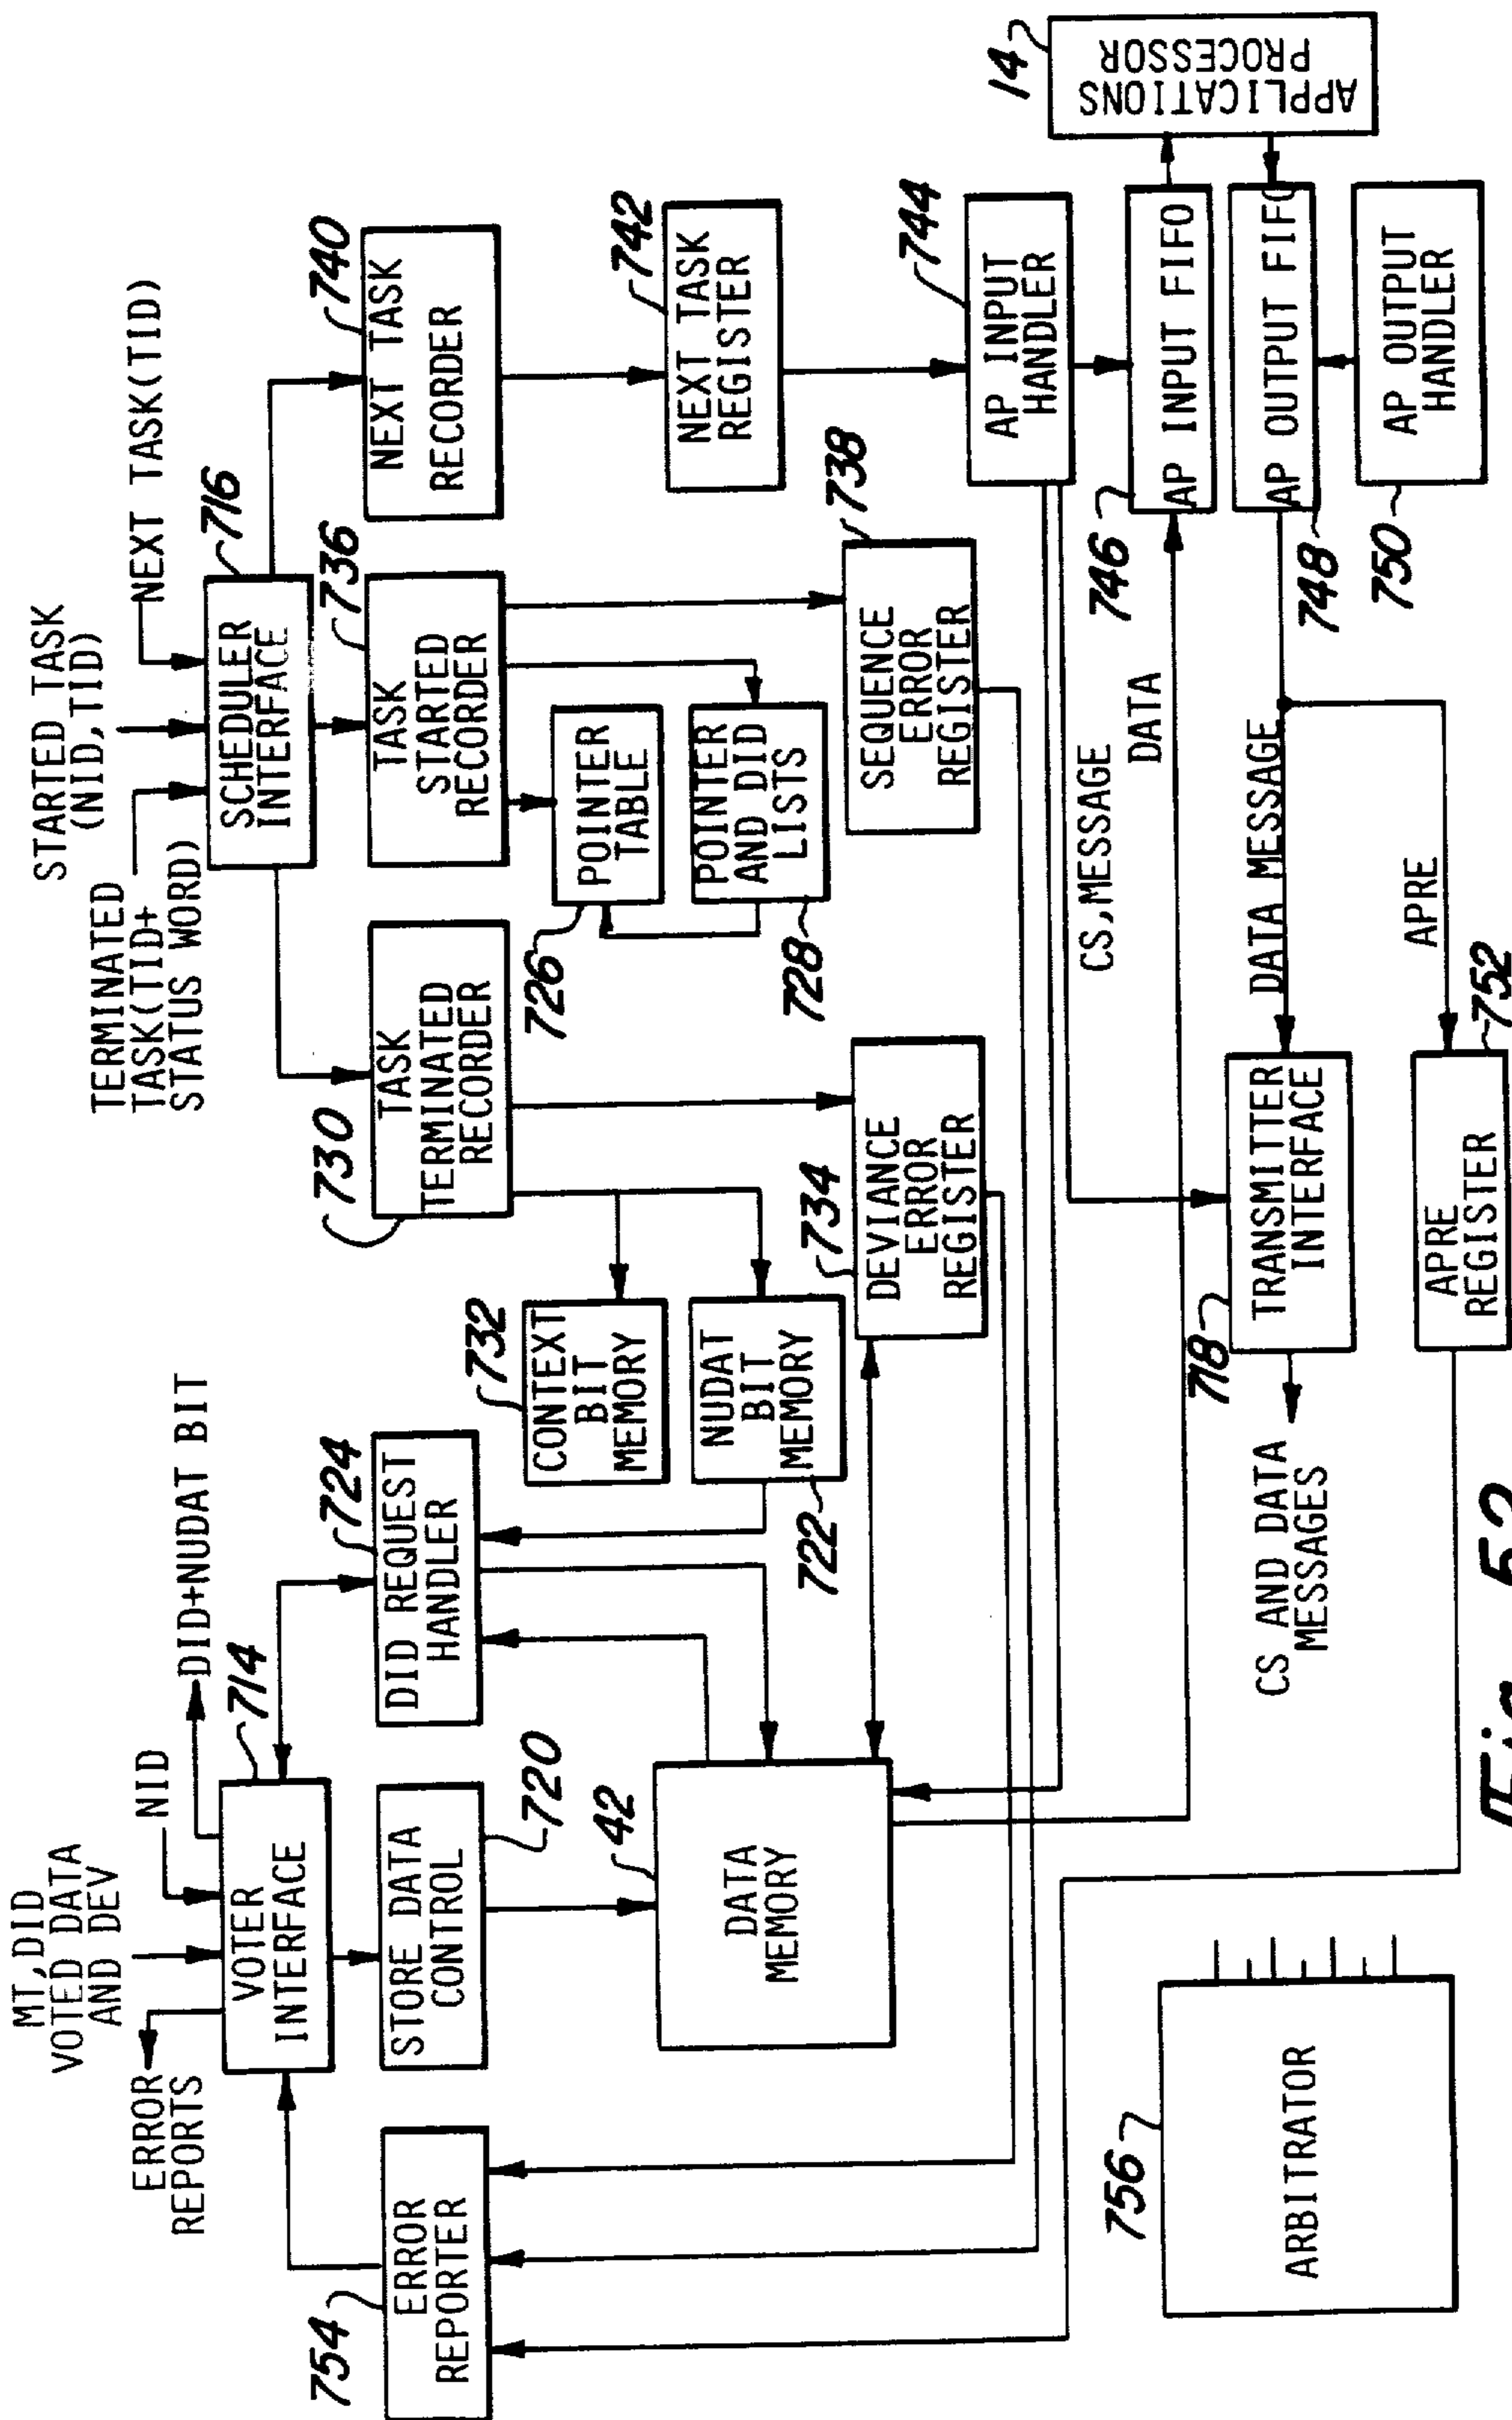 MT,DID
VOTED DATA
AND DEV
ERROR
REPORTS
NID
DID+NUDAT BIT
714
VOTER
INTERFACE
TERMINATED
TASK(TID+
STATUS WORD)
STARTED TASK
(NID,TID)
NEXT TASK(TID)
716
SCHEDULER
INTERFACE
754
ERROR
REPORTER
STORE DATA
CONTROL
720
724
DID REQUEST
HANDLER
730
TASK
TERMINATED
RECORDER
736
TASK
STARTED
RECORDER
740
NEXT TASK
RECORDER
732
CONTEXT
BIT
MEMORY
NUDAT
BIT
MEMORY
722
726
POINTER
TABLE
POINTER
AND DID
LISTS
728
742
NEXT TASK
REGISTER
42
DATA
MEMORY
734
DEVIANCE
ERROR
REGISTER
738
SEQUENCE
ERROR
REGISTER
744
AP INPUT
HANDLER
CS,MESSAGE
DATA
746
AP INPUT FIFO
14
APPLICATIONS
PROCESSOR
AP OUTPUT FIFO
748
AP OUTPUT
HANDLER
750
DATA MESSAGE
718
TRANSMITTER
INTERFACE
CS AND DATA
MESSAGES
APRE
752
APRE
REGISTER
756
ARBITRATOR